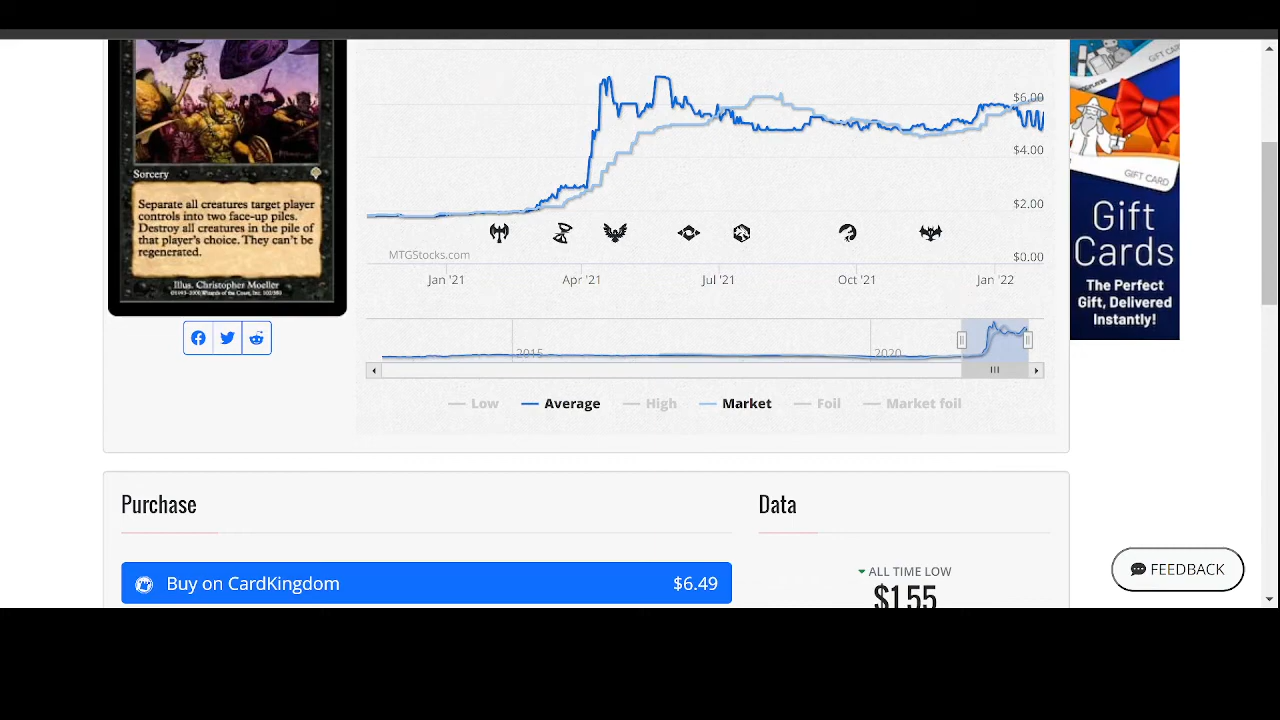 Sorcery
Separate all creatures target player
controls into two face-up piles.
Destroy all creatures in the pile of
that player's choice. They can't be
regenerated.
Illus. Christopher Moeller
$6.00
$4.00
$2.00
$0.00
MTGStocks.com
Jan '21
Apr '21
Jul '21
Oct '21
Jan '22
2015
2020
Low
Average
High
Market
Foil
Market foil
GIFT CARD
Gift
Cards
The Perfect
Gift, Delivered
Instantly!
Purchase
Data
Buy on CardKingdom
$6.49
ALL TIME LOW
$1.55
FEEDBACK